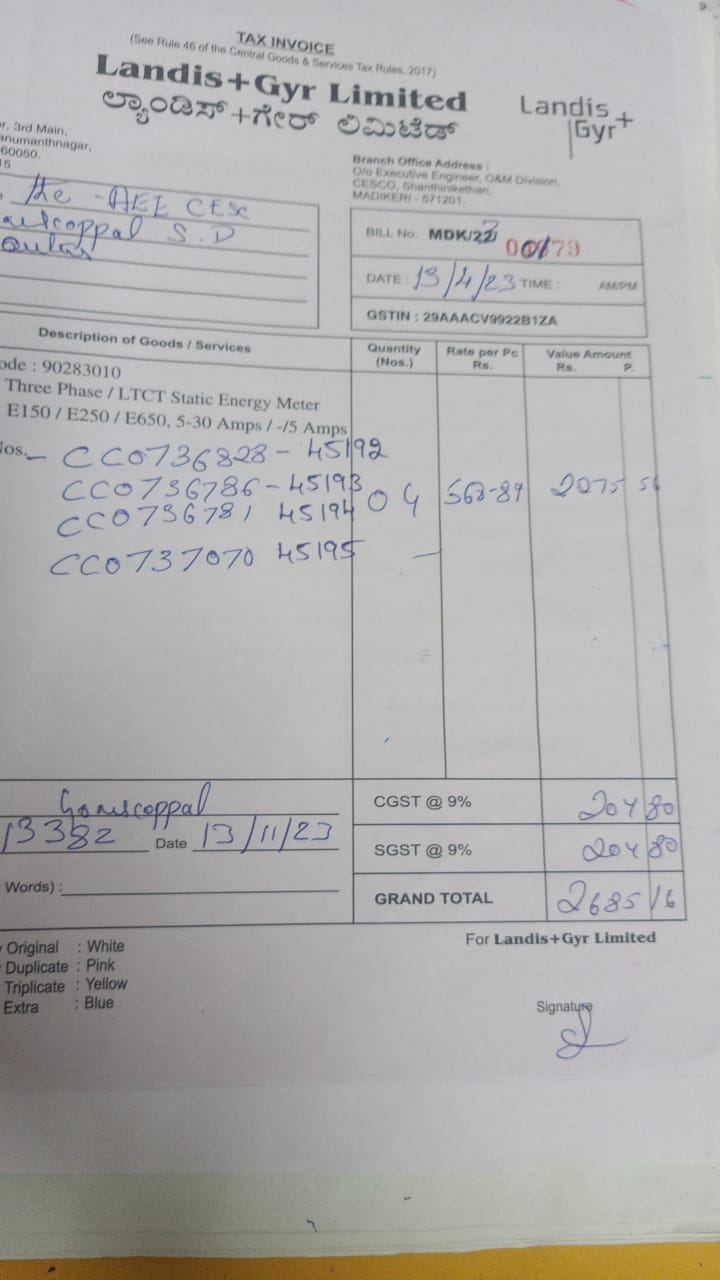 TAX INVOICE
(See Rule 46 of the Central Goods & Services Tax Rules, 2017)
Landis+Gyr Limited
ಲ್ಯಾಂಡಿಸ್+ಗೇರ್ ಲಿಮಿಟೆಡ್
Landis+
Gyr
3rd Main,
anumanthnagar,
60050.
15
Branch Office Address :
O/o Executive Engineer, O&M Division,
CESCO, Shanthinikethan,
MADIKERI - 571201.
the - AEE CESC
S.D
BILL No. MDK/22
DATE : 13/4/23 TIME : AM/PM
GSTIN : 29AAACV9922B1ZA
Description of Goods / Services
Quantity (Nos.)
Rate per Pc Rs.
Value Amount Rs. P.
ode : 90283010
Three Phase / LTCT Static Energy Meter
E150 / E250 / E650, 5-30 Amps / -/5 Amps
Nos. - CC0736828 - 45192
CC0736786 - 45193
CC0736781 45194
04
2075
CC0737070 45195
CGST @ 9% 204 80
13382 Date 13/11/23
SGST @ 9% 204 80
Words) :
GRAND TOTAL 2685 16
Original : White
Duplicate : Pink
Triplicate : Yellow
Extra : Blue
For Landis+Gyr Limited
Signature